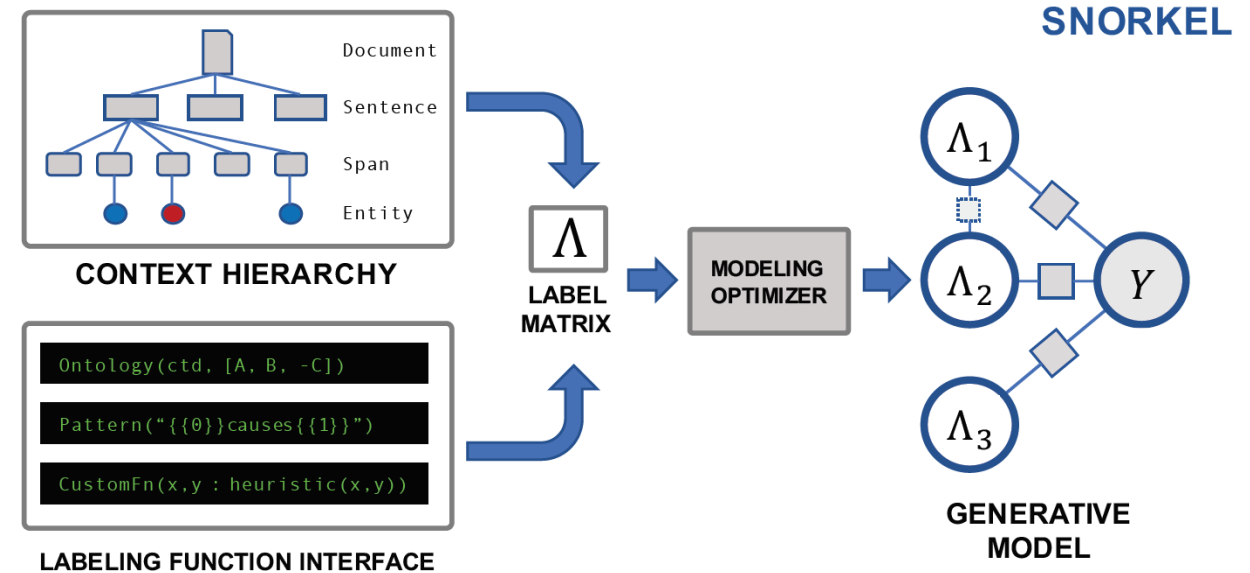 SNORKEL
Document
Sentence
Span
Entity
CONTEXT HIERARCHY
Ontology(ctd, [A, B, -C])
Pattern(“{{0}}causes{{1}}”)
CustomFn(x,y : heuristic(x,y))
LABELING FUNCTION INTERFACE
Λ
LABEL
MATRIX
MODELING
OPTIMIZER
Λ1
Λ2
Λ3
Y
GENERATIVE
MODEL